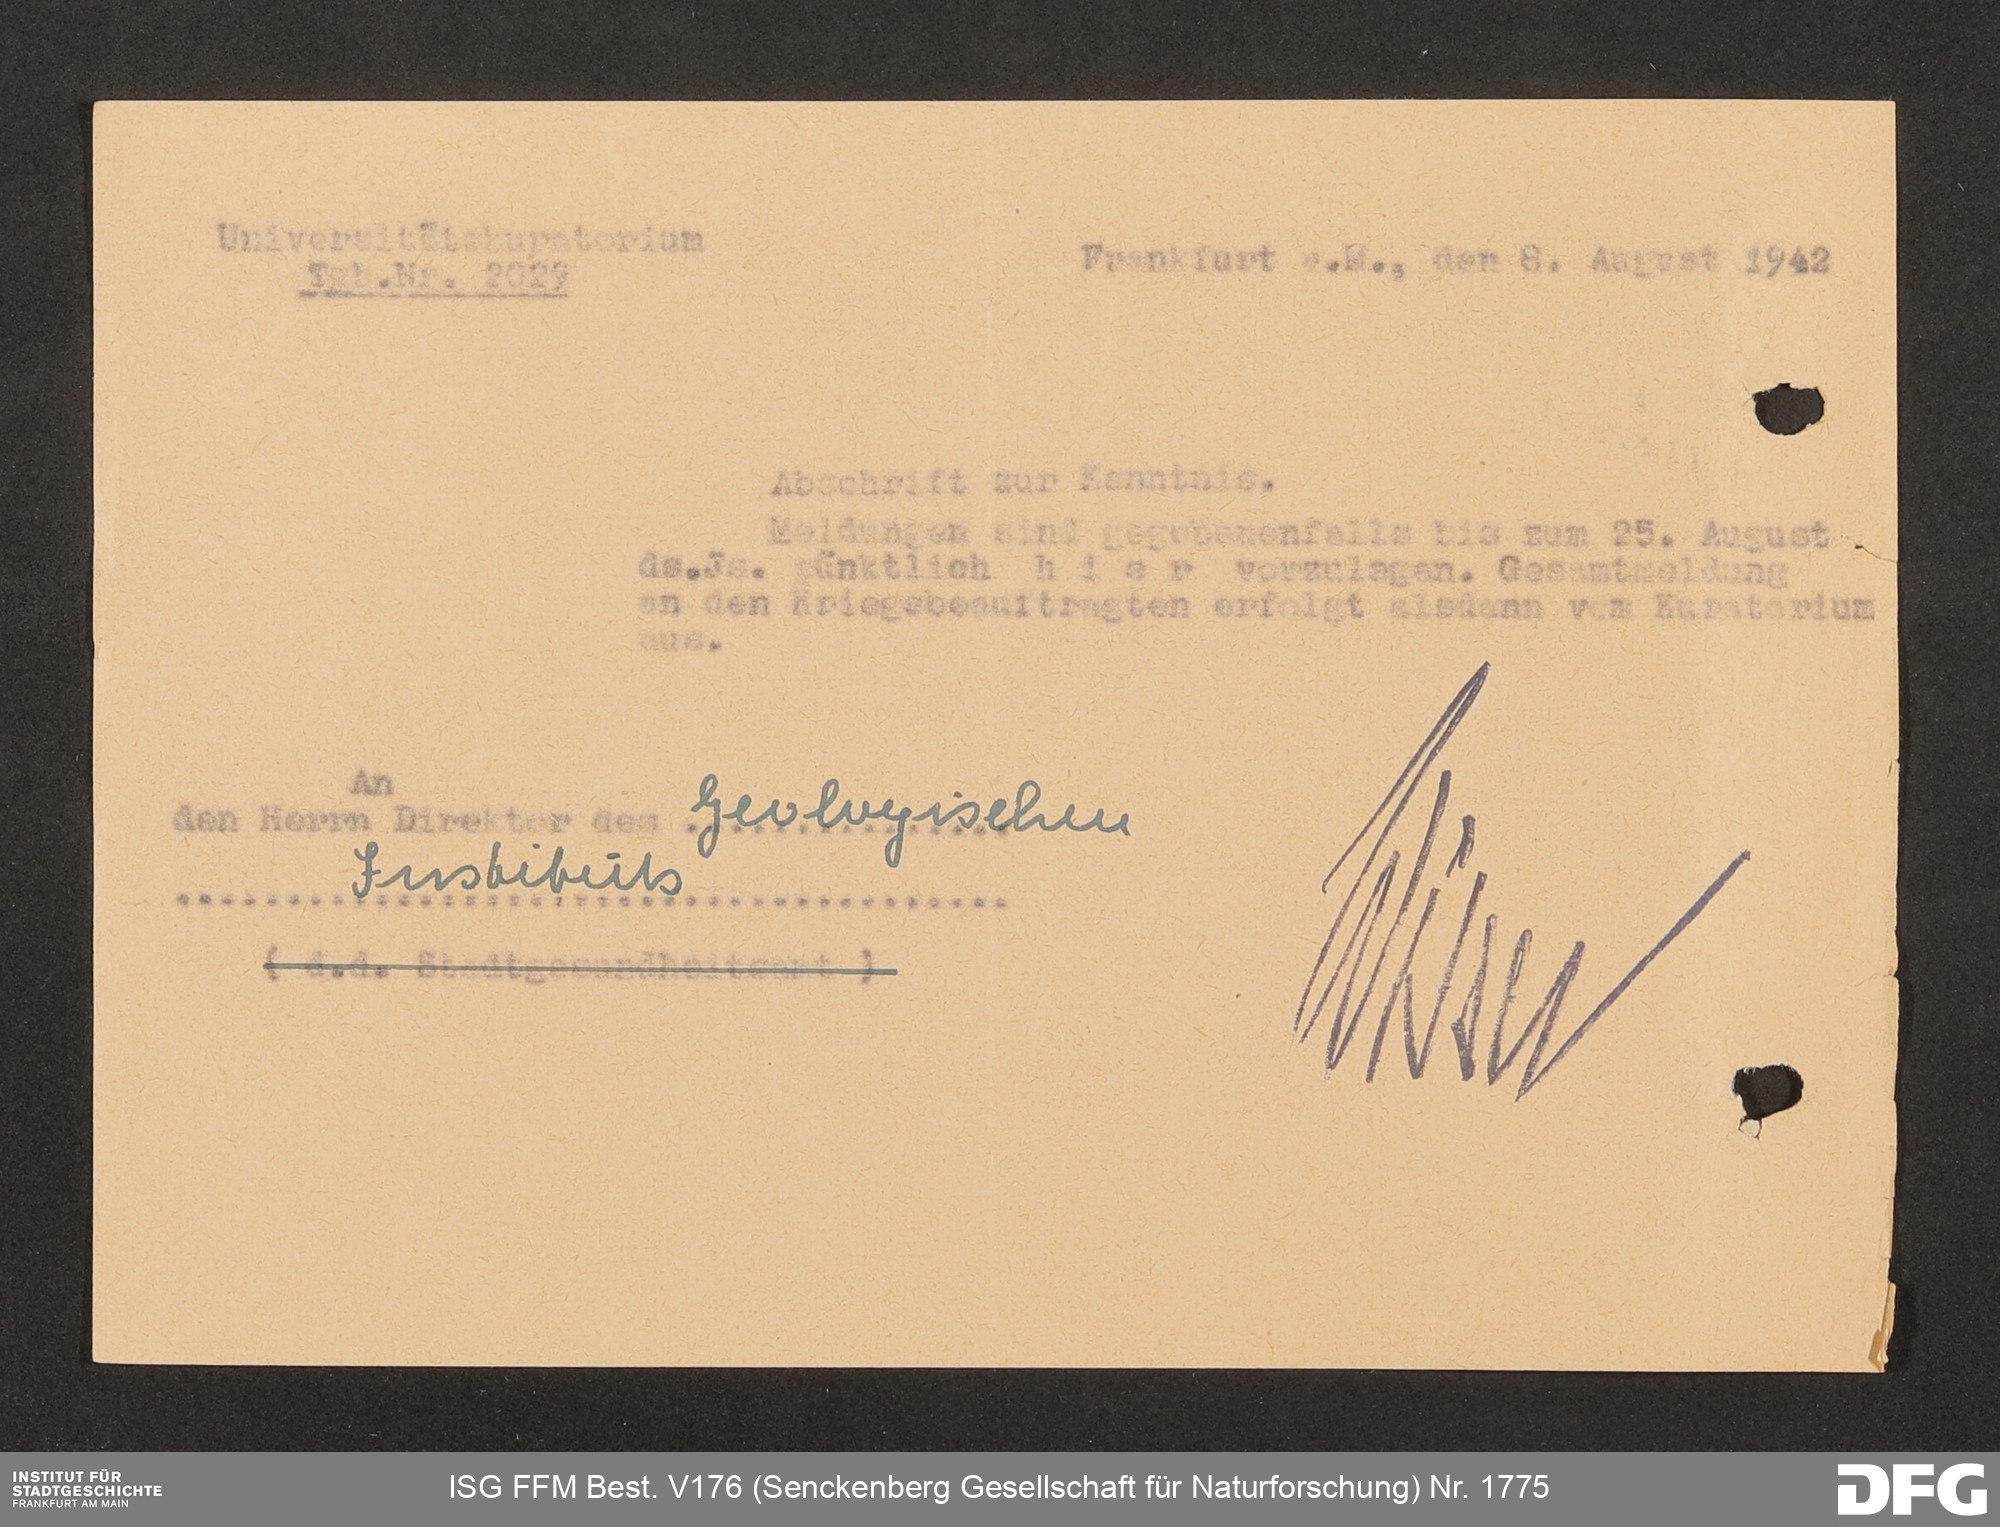 Universitätskuratorium
Tgb.Nr. 2029
Frankfurt a.M., den 8. August 1942
Abschrift zur Kenntnis.
Meldungen sind gegebenenfalls bis zum 25. August
ds.Js. pünktlich h i e r vorzulegen. Gesamtmeldung
an den Kriegsbeauftragten erfolgt alsdann vom Kuratorium
aus.
An
den Herrn Direktor des Geologischen
Instituts
( d.d. Stadtgesundheitsamt )
INSTITUT FÜR
STADTGESCHICHTE
FRANKFURT AM MAIN
ISG FFM Best. V176 (Senckenberg Gesellschaft für Naturforschung) Nr. 1775
DFG